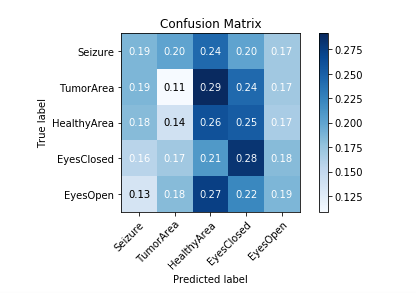 Confusion Matrix
True label
Seizure 0.19 0.20 0.24 0.20 0.17
TumorArea 0.19 0.11 0.29 0.24 0.17
HealthyArea 0.18 0.14 0.26 0.25 0.17
EyesClosed 0.16 0.17 0.21 0.28 0.18
EyesOpen 0.13 0.18 0.27 0.22 0.19
Seizure TumorArea HealthyArea EyesClosed EyesOpen
Predicted label
0.275
0.250
0.225
0.200
0.175
0.150
0.125